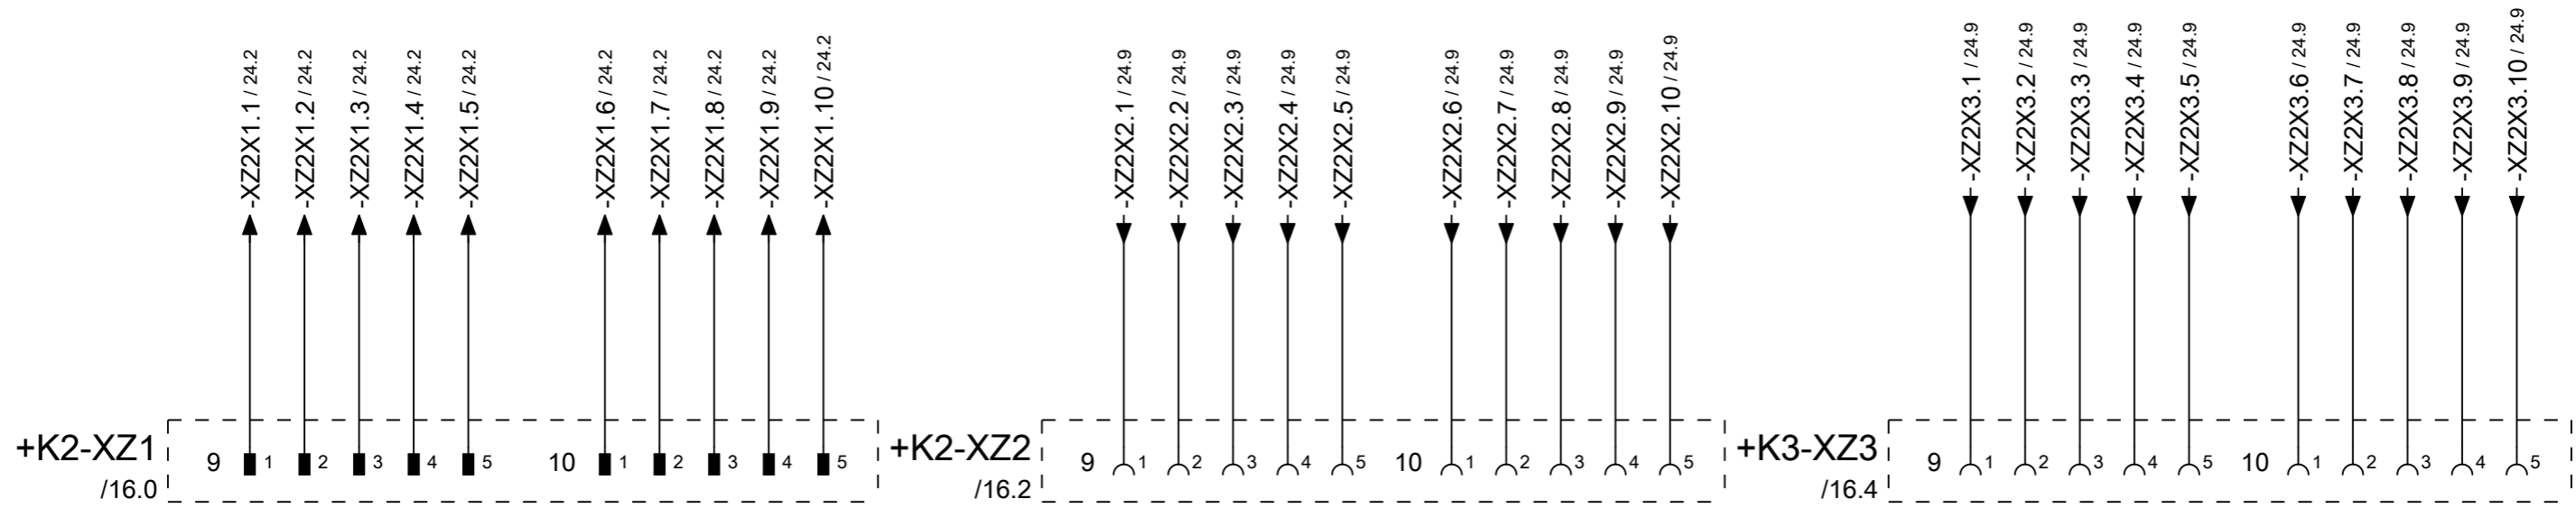 -XZ2X1.1 / 24.2
-XZ2X1.2 / 24.2
-XZ2X1.3 / 24.2
-XZ2X1.4 / 24.2
-XZ2X1.5 / 24.2
-XZ2X1.6 / 24.2
-XZ2X1.7 / 24.2
-XZ2X1.8 / 24.2
-XZ2X1.9 / 24.2
-XZ2X1.10 / 24.2
-XZ2X2.1 / 24.9
-XZ2X2.2 / 24.9
-XZ2X2.3 / 24.9
-XZ2X2.4 / 24.9
-XZ2X2.5 / 24.9
-XZ2X2.6 / 24.9
-XZ2X2.7 / 24.9
-XZ2X2.8 / 24.9
-XZ2X2.9 / 24.9
-XZ2X2.10 / 24.9
-XZ2X3.1 / 24.9
-XZ2X3.2 / 24.9
-XZ2X3.3 / 24.9
-XZ2X3.4 / 24.9
-XZ2X3.5 / 24.9
-XZ2X3.6 / 24.9
-XZ2X3.7 / 24.9
-XZ2X3.8 / 24.9
-XZ2X3.9 / 24.9
-XZ2X3.10 / 24.9
+K2-XZ1
/16.0
9 1 2 3 4 5 10 1 2 3 4 5
+K2-XZ2
/16.2
9 1 2 3 4 5 10 1 2 3 4 5
+K3-XZ3
/16.4
9 1 2 3 4 5 10 1 2 3 4 5